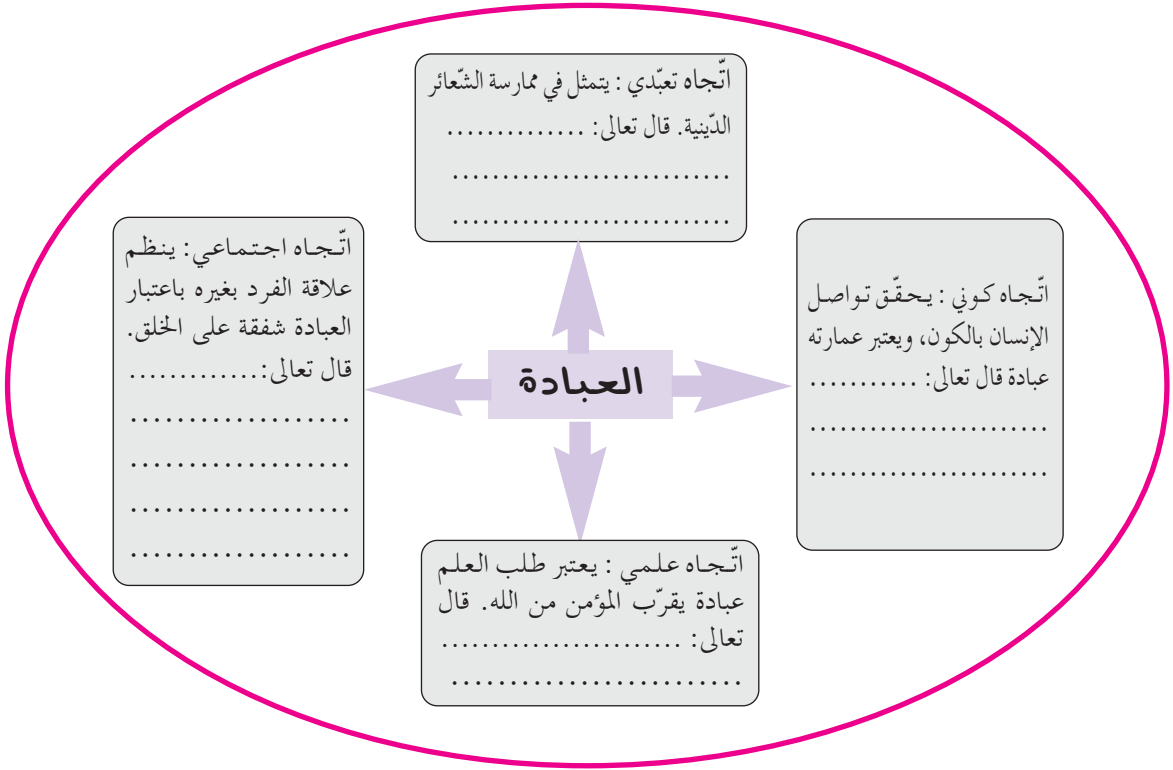 اتّجاه تعبّدي : يتمثل في ممارسة الشّعائر
الدّينية. قال تعالى: ..............
............................
............................
اتّجاه كوني : يحقّق تواصل
الإنسان بالكون، ويعتبر عمارته
عبادة قال تعالى: ...........
........................
........................
العبادة
اتّجاه اجتماعي: ينظم
علاقة الفرد بغيره باعتبار
العبادة شفقة على الخلق.
قال تعالى:.............
...................
...................
...................
...................
اتّجاه علمي : يعتبر طلب العلم
عبادة يقرّب المؤمن من الله. قال
تعالى: ........................
..........................